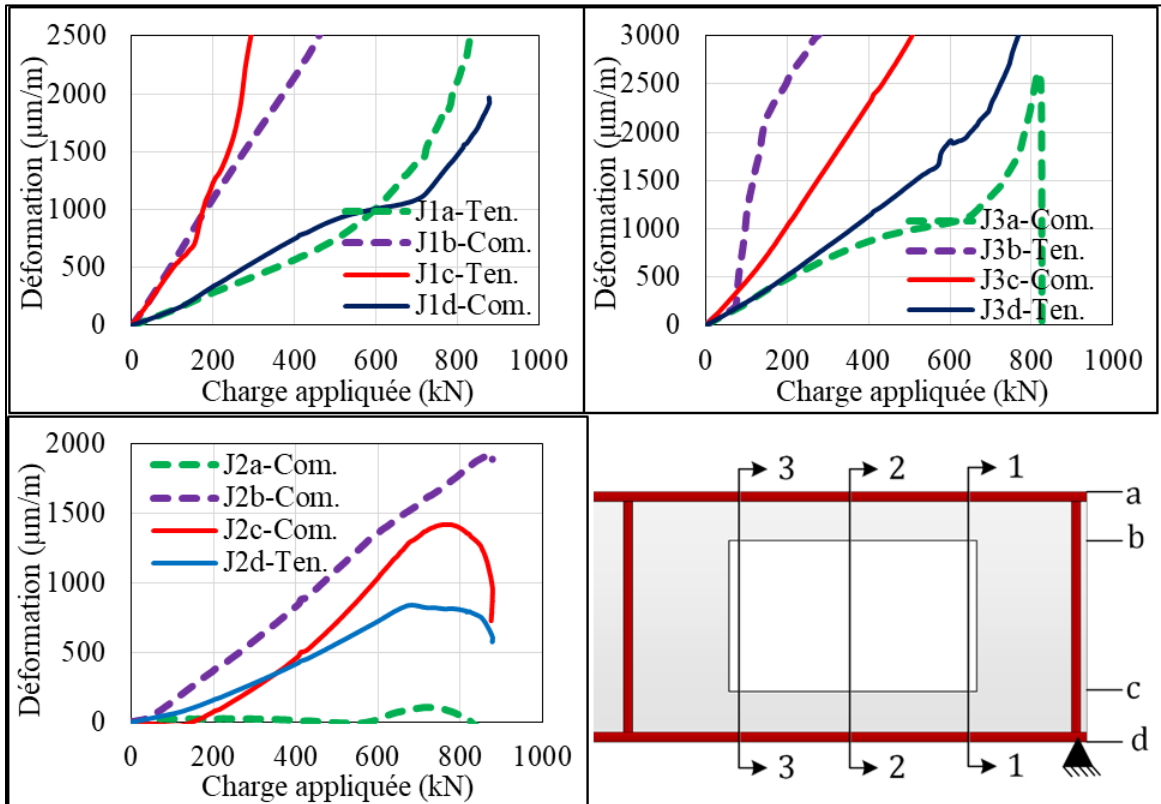 Déformation (µm/m)
2500
2000
1500
1000
500
0
J1a-Ten.
J1b-Com.
J1c-Ten.
J1d-Com.
0 200 400 600 800 1000
Charge appliquée (kN)
Déformation (µm/m)
3000
2500
2000
1500
1000
500
0
J3a-Com.
J3b-Ten.
J3c-Com.
J3d-Ten.
0 200 400 600 800 1000
Charge appliquée (kN)
Déformation (µm/m)
2000
1500
1000
500
0
J2a-Com.
J2b-Com.
J2c-Com.
J2d-Ten.
0 200 400 600 800 1000
Charge appliquée (kN)
3 2 1
a
b
c
d
3 2 1